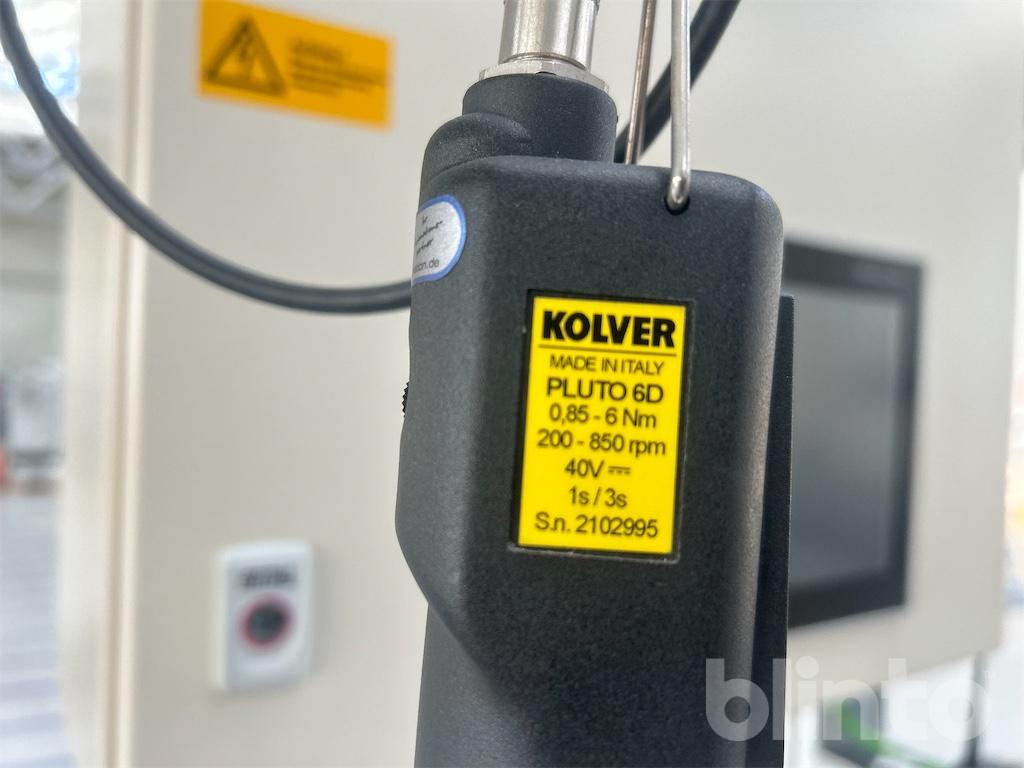 KOLVER
MADE IN ITALY
PLUTO 6D
0,85 - 6 Nm
200 - 850 rpm
40V ⎓
1s / 3s
S.n. 2102995
blinto